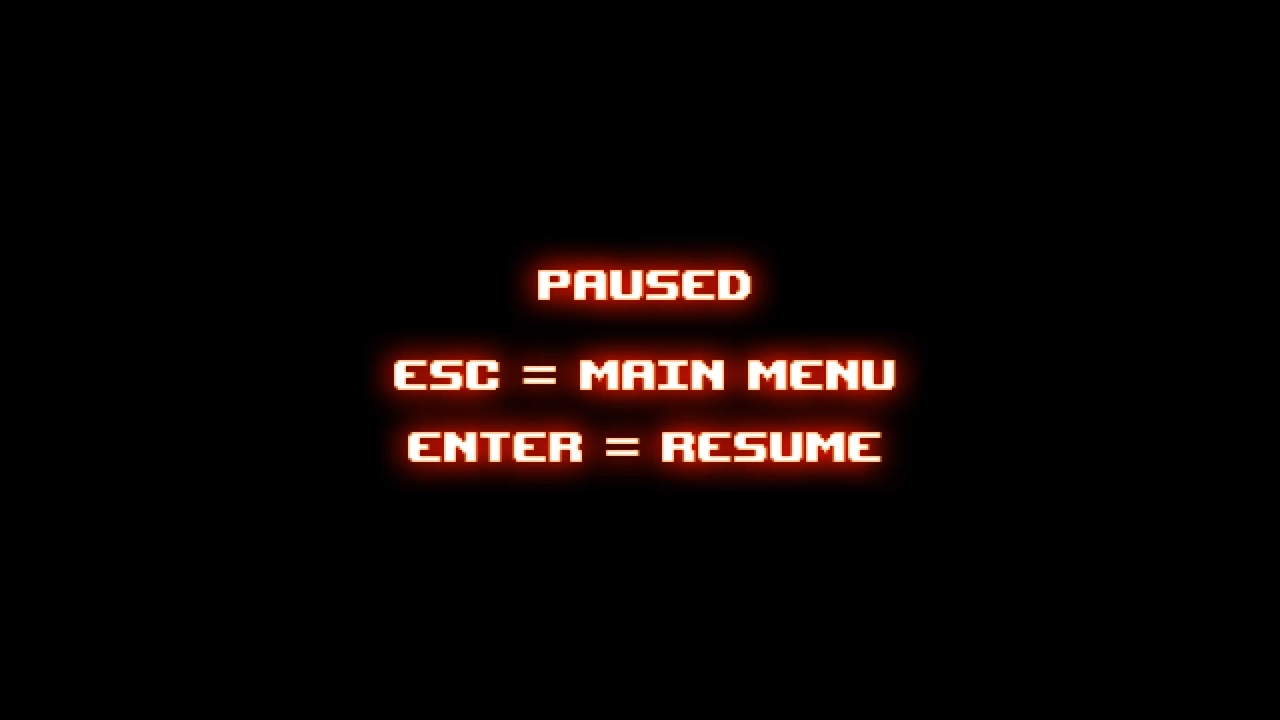 PAUSED
ESC = MAIN MENU
ENTER = RESUME